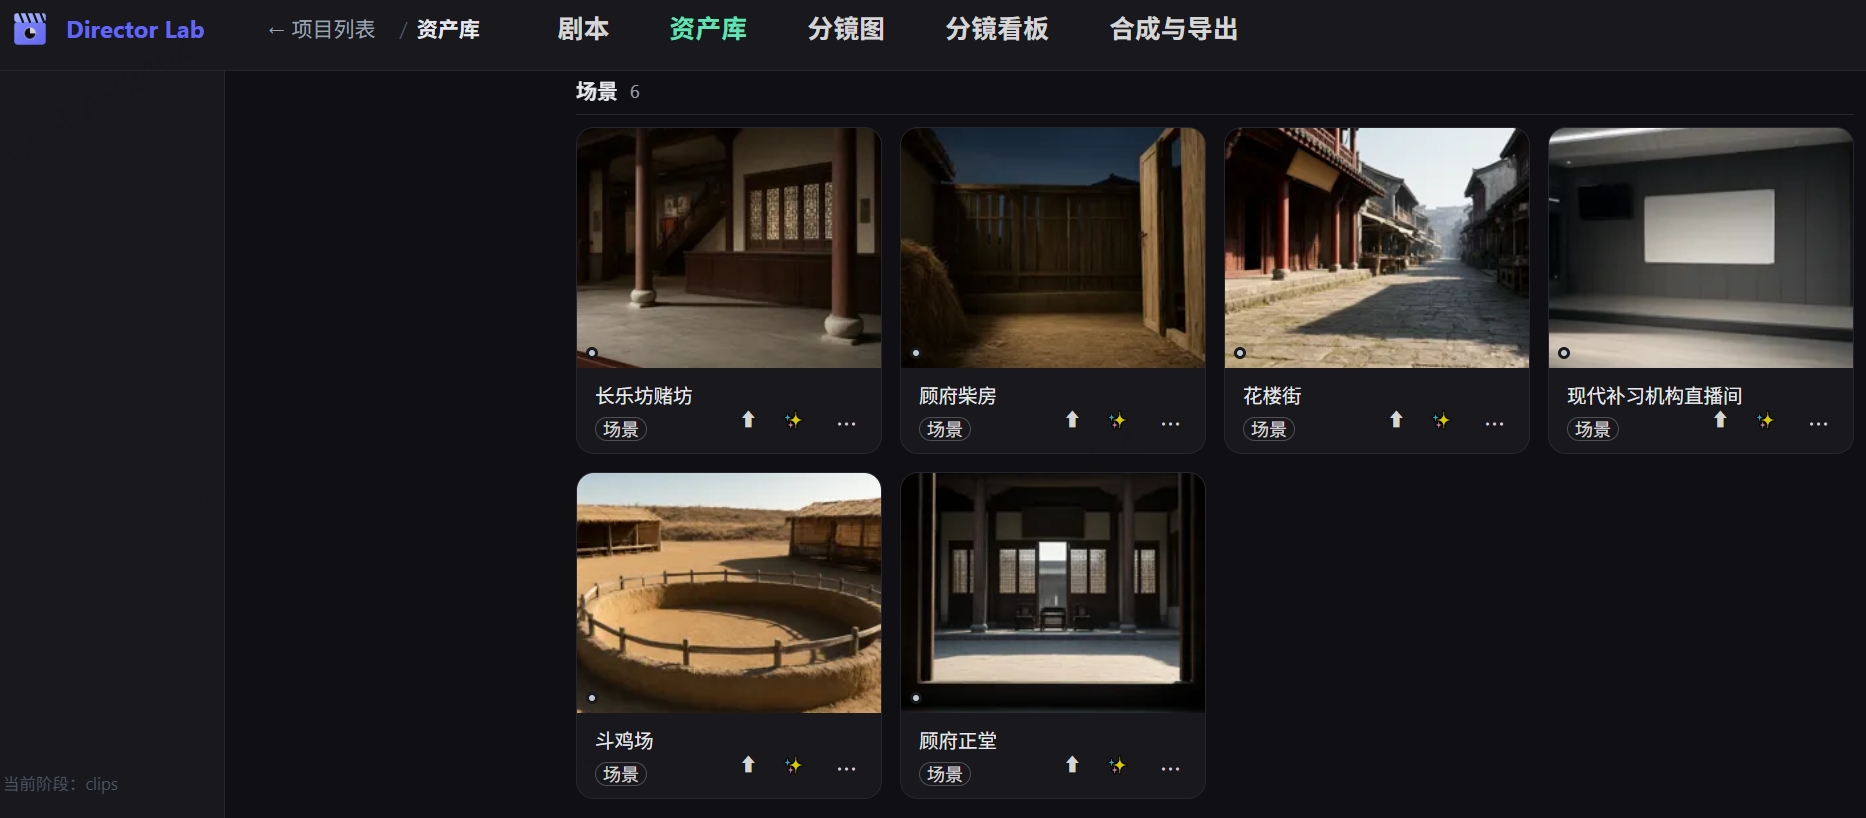 Director Lab
← 项目列表 / 资产库
剧本
资产库
分镜图
分镜看板
合成与导出
场景 6
长乐坊赌坊
场景
顾府柴房
场景
花楼街
场景
现代补习机构直播间
场景
斗鸡场
场景
顾府正堂
场景
当前阶段：clips